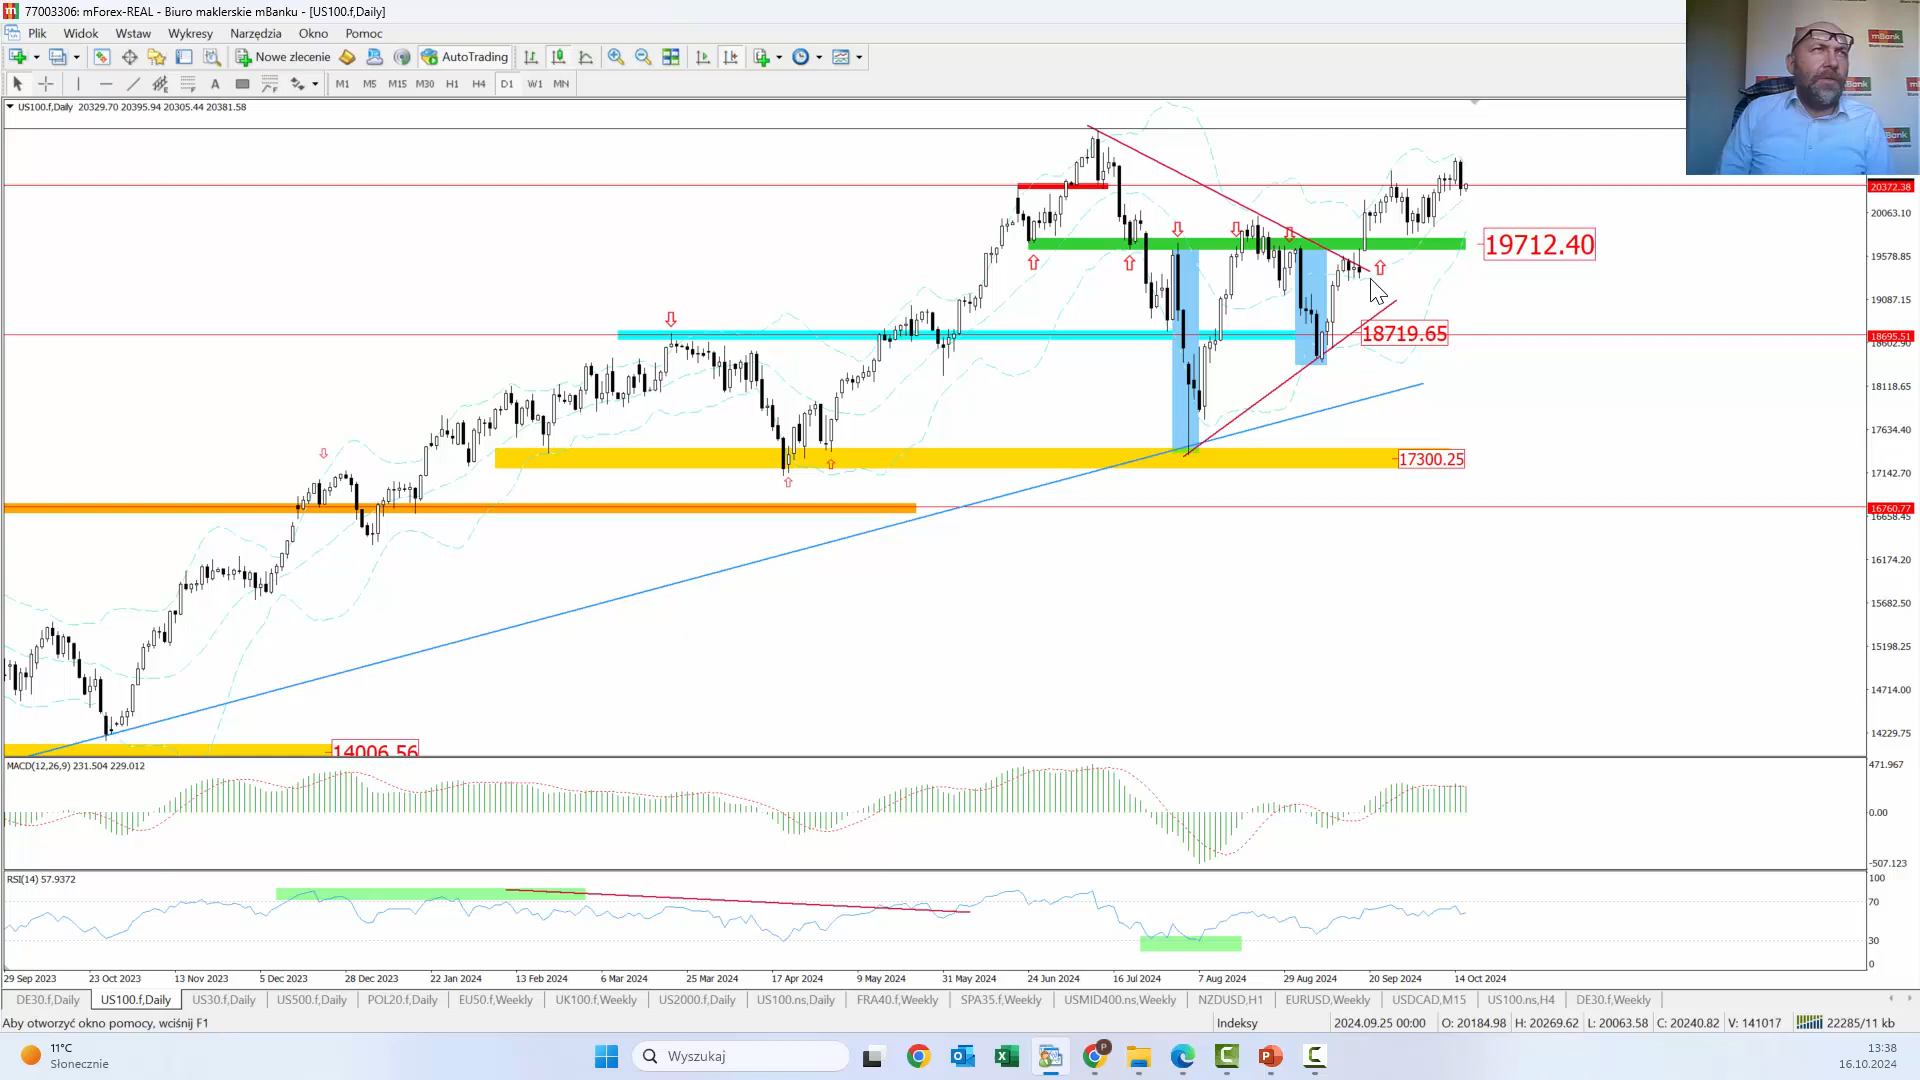 77003306: mForex-REAL - Biuro maklerskie mBanku - [US100.f,Daily]
Plik Widok Wstaw Wykresy Narzędzia Okno Pomoc
Nowe zlecenie AutoTrading
A M1 M5 M15 M30 H1 H4 D1 W1 MN
US100.f,Daily 20329.70 20395.94 20305.44 20381.58
mBank
20372.38
20063.10
19712.40
19578.85
19087.15
18719.65
18695.51
18602.90
18118.65
17634.40
17300.25
17142.70
16760.77
16658.45
16174.20
15682.50
15198.25
14714.00
14229.75
14006.56
MACD(12,26,9) 231.504 229.012
471.967
0.00
-507.123
RSI(14) 57.9372
100
70
30
0
29 Sep 2023 23 Oct 2023 13 Nov 2023 5 Dec 2023 28 Dec 2023 22 Jan 2024 13 Feb 2024 6 Mar 2024 25 Mar 2024 17 Apr 2024 9 May 2024 31 May 2024 24 Jun 2024 16 Jul 2024 7 Aug 2024 29 Aug 2024 20 Sep 2024 14 Oct 2024
DE30.f,Daily US100.f,Daily US30.f,Daily US500.f,Daily POL20.f,Daily EU50.f,Weekly UK100.f,Weekly US2000.f,Daily US100.ns,Daily FRA40.f,Weekly SPA35.f,Weekly USMID400.ns,Weekly NZDUSD,H1 EURUSD,Weekly USDCAD,M15 US100.ns,H4 DE30.f,Weekly
Aby otworzyć okno pomocy, wciśnij F1 Indeksy 2024.09.25 00:00 O: 20184.98 H: 20269.62 L: 20063.58 C: 20240.82 V: 141017 22285/11 kb
11°C
Słonecznie
Wyszukaj
13:38
16.10.2024